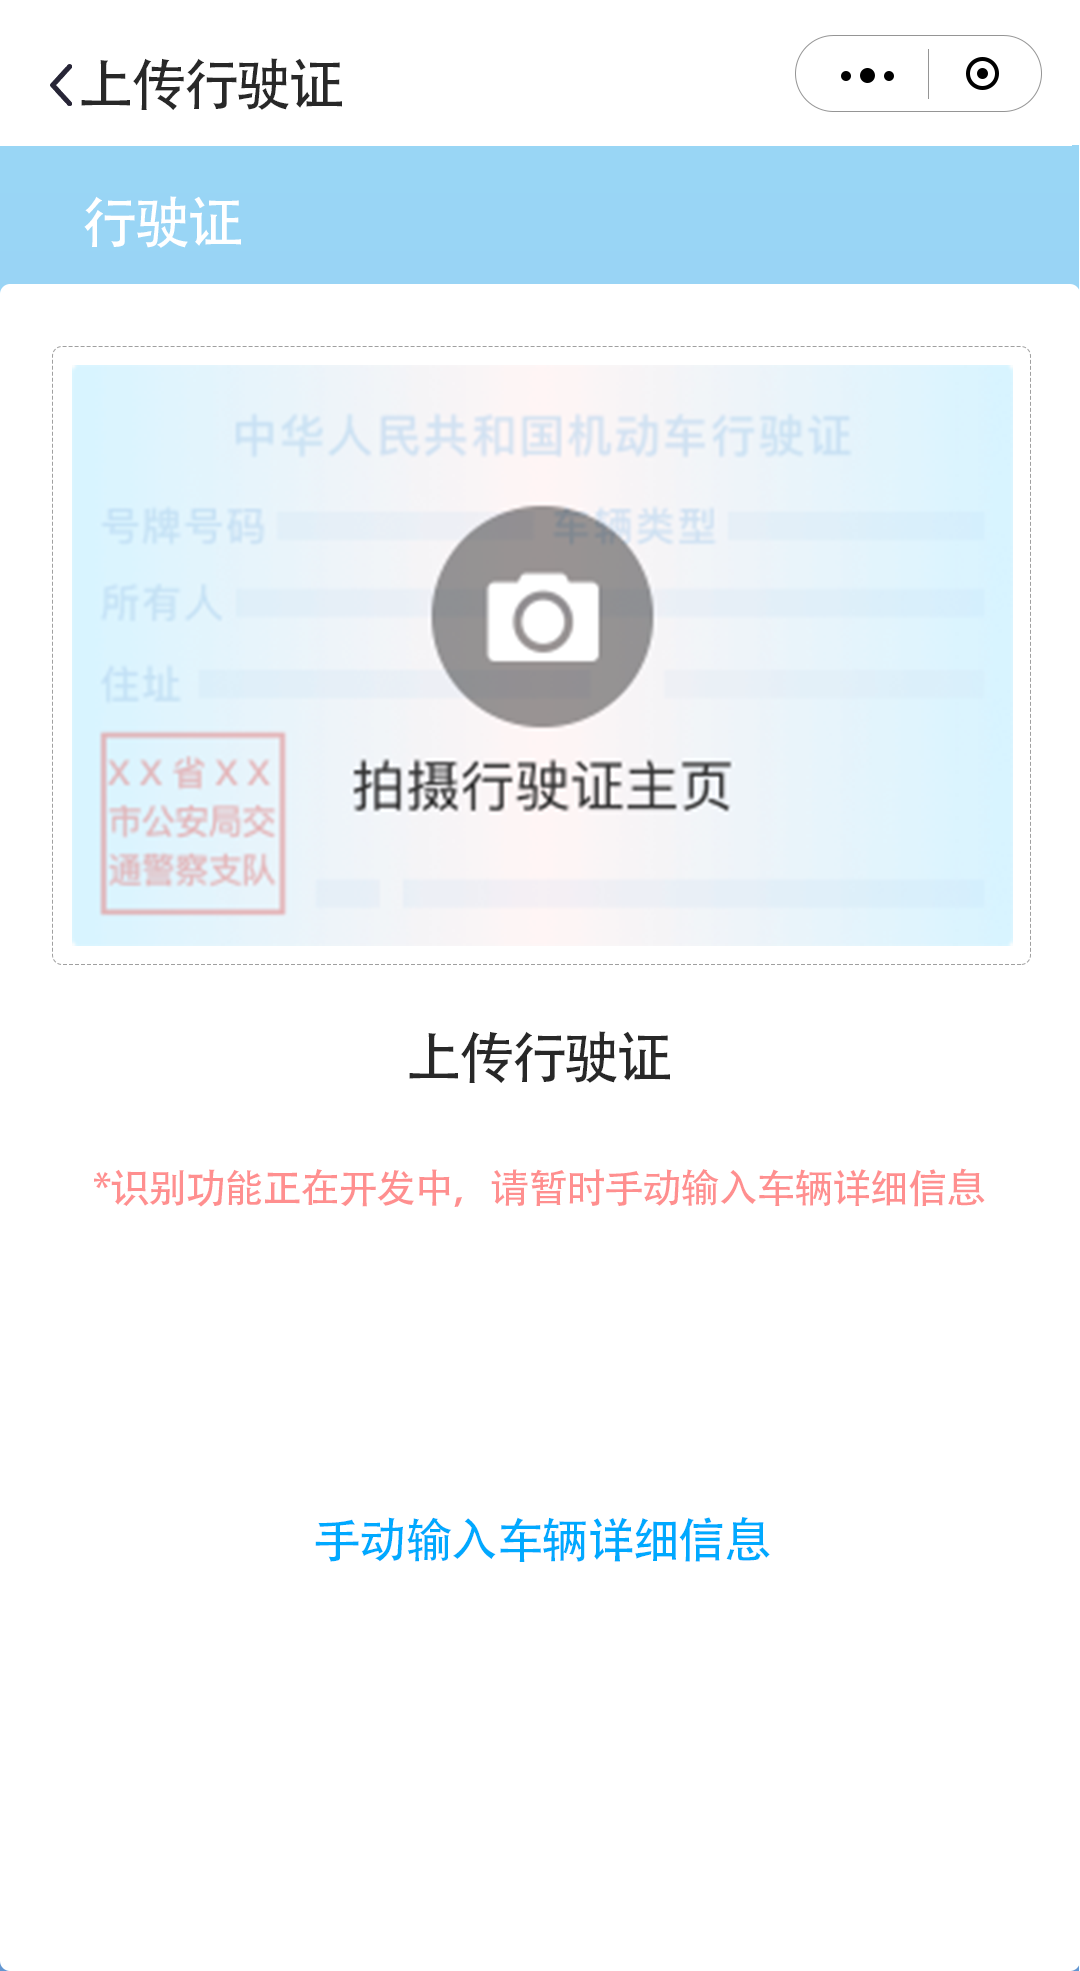 上传行驶证
行驶证
中华人民共和国机动车行驶证
号牌号码 车辆类型
所有人
住址
XX省XX
市公安局交
通警察支队
拍摄行驶证主页
上传行驶证
*识别功能正在开发中，请暂时手动输入车辆详细信息
手动输入车辆详细信息